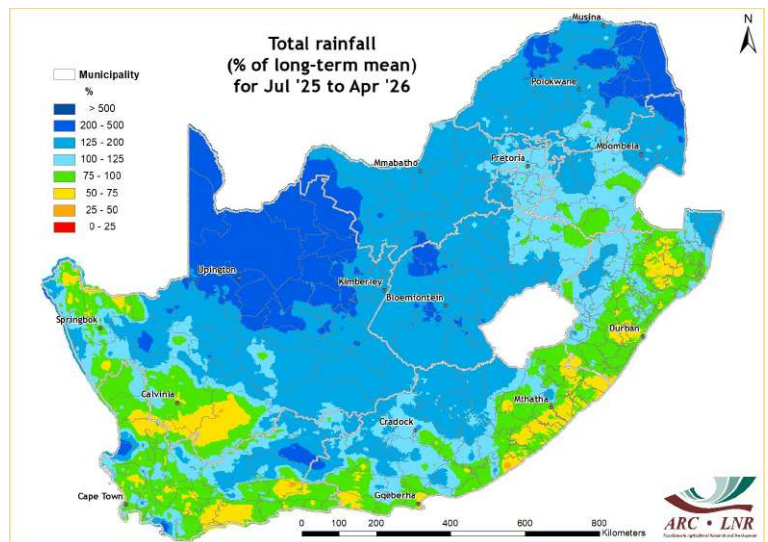 Total rainfall
(% of long-term mean)
for Jul '25 to Apr '26
N
Municipality
%
> 500
200 - 500
125 - 200
100 - 125
75 - 100
50 - 75
25 - 50
0 - 25
Musina
Polokwane
Mbombela
Pretoria
Mmabatho
Upington
Kimberley
Bloemfontein
Springbok
Durban
Calvinia
Mthatha
Cradock
Cape Town
Gqeberha
0 100 200 400 600 800
Kilometers
ARC • LNR